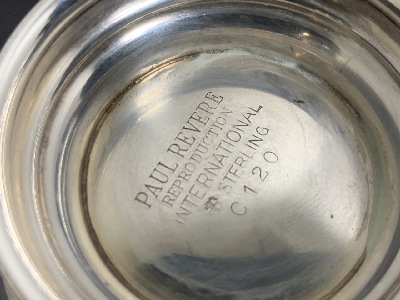 PAUL REVERE
REPRODUCTION
INTERNATIONAL
STERLING
C120